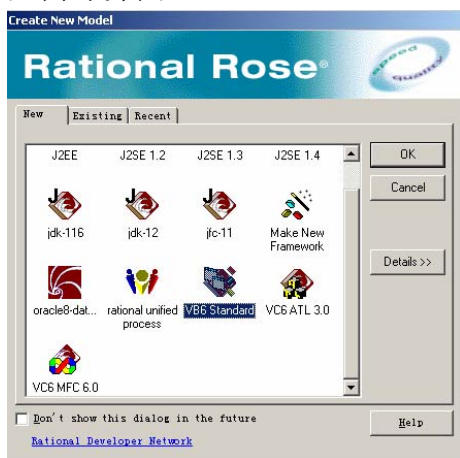 Create New Model
Rational Rose®
speed
quality
New Existing Recent
J2EE J2SE 1.2 J2SE 1.3 J2SE 1.4
OK
Cancel
jdk-116 jdk-12 jfc-11 Make New Framework
Details >>
oracle8-dat... rational unified process VB6 Standard VC6 ATL 3.0
VC6 MFC 6.0
Don't show this dialog in the future
Help
Rational Developer Network